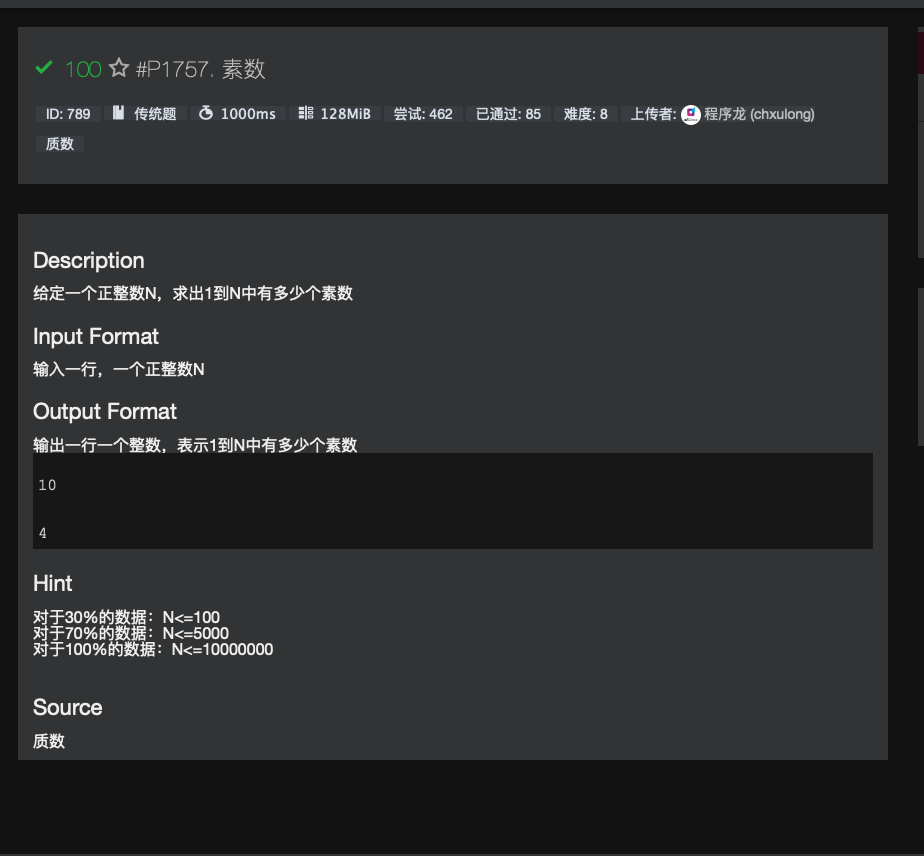 100 #P1757. 素数
ID: 789 传统题 1000ms 128MiB 尝试: 462 已通过: 85 难度: 8 上传者: 程序龙 (chxulong)
质数
Description
给定一个正整数N，求出1到N中有多少个素数
Input Format
输入一行，一个正整数N
Output Format
输出一行一个整数，表示1到N中有多少个素数
10
4
Hint
对于30%的数据：N<=100
对于70%的数据：N<=5000
对于100%的数据：N<=10000000
Source
质数